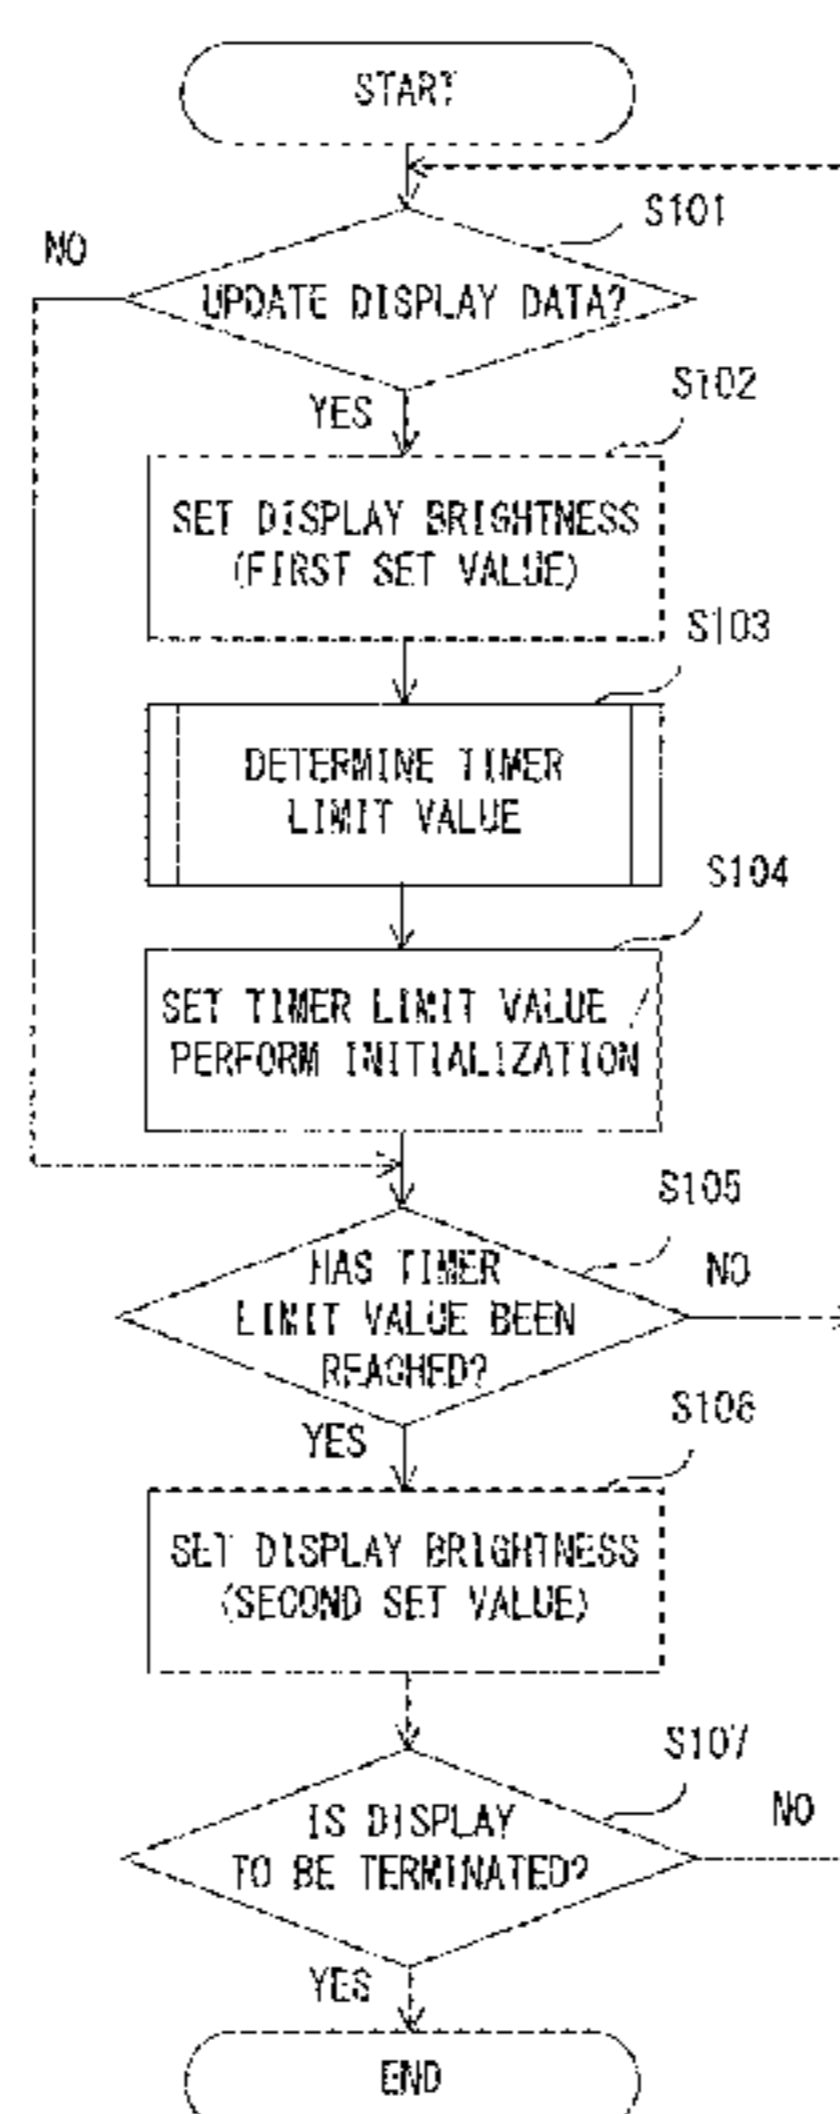 START
S101
NO
UPDATE DISPLAY DATA?
YES
S102
SET DISPLAY BRIGHTNESS
(FIRST SET VALUE)
S103
DETERMINE TIMER
LIMIT VALUE
S104
SET TIMER LIMIT VALUE /
PERFORM INITIALIZATION
S105
HAS TIMER
LIMIT VALUE BEEN
REACHED?
NO
YES
S106
SET DISPLAY BRIGHTNESS
(SECOND SET VALUE)
S107
IS DISPLAY
TO BE TERMINATED?
NO
YES
END